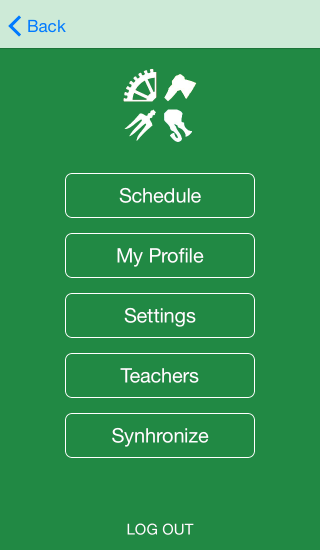 Back
Schedule
My Profile
Settings
Teachers
Synhronize
LOG OUT